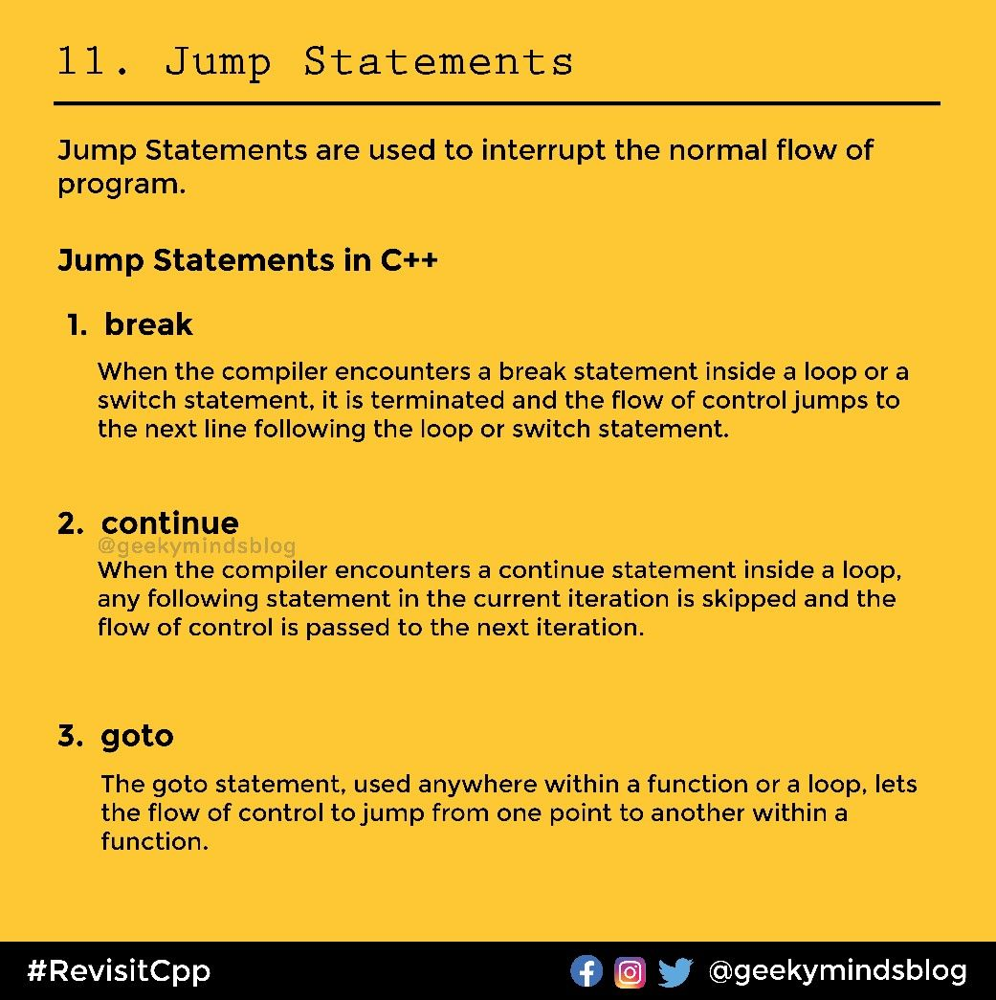 11. Jump Statements
Jump Statements are used to interrupt the normal flow of
program.
Jump Statements in C++
1. break
When the compiler encounters a break statement inside a loop or a
switch statement, it is terminated and the flow of control jumps to
the next line following the loop or switch statement.
2. continue
@geekymindsblog
When the compiler encounters a continue statement inside a loop,
any following statement in the current iteration is skipped and the
flow of control is passed to the next iteration.
3. goto
The goto statement, used anywhere within a function or a loop, lets
the flow of control to jump from one point to another within a
function.
#RevisitCpp
@geekymindsblog